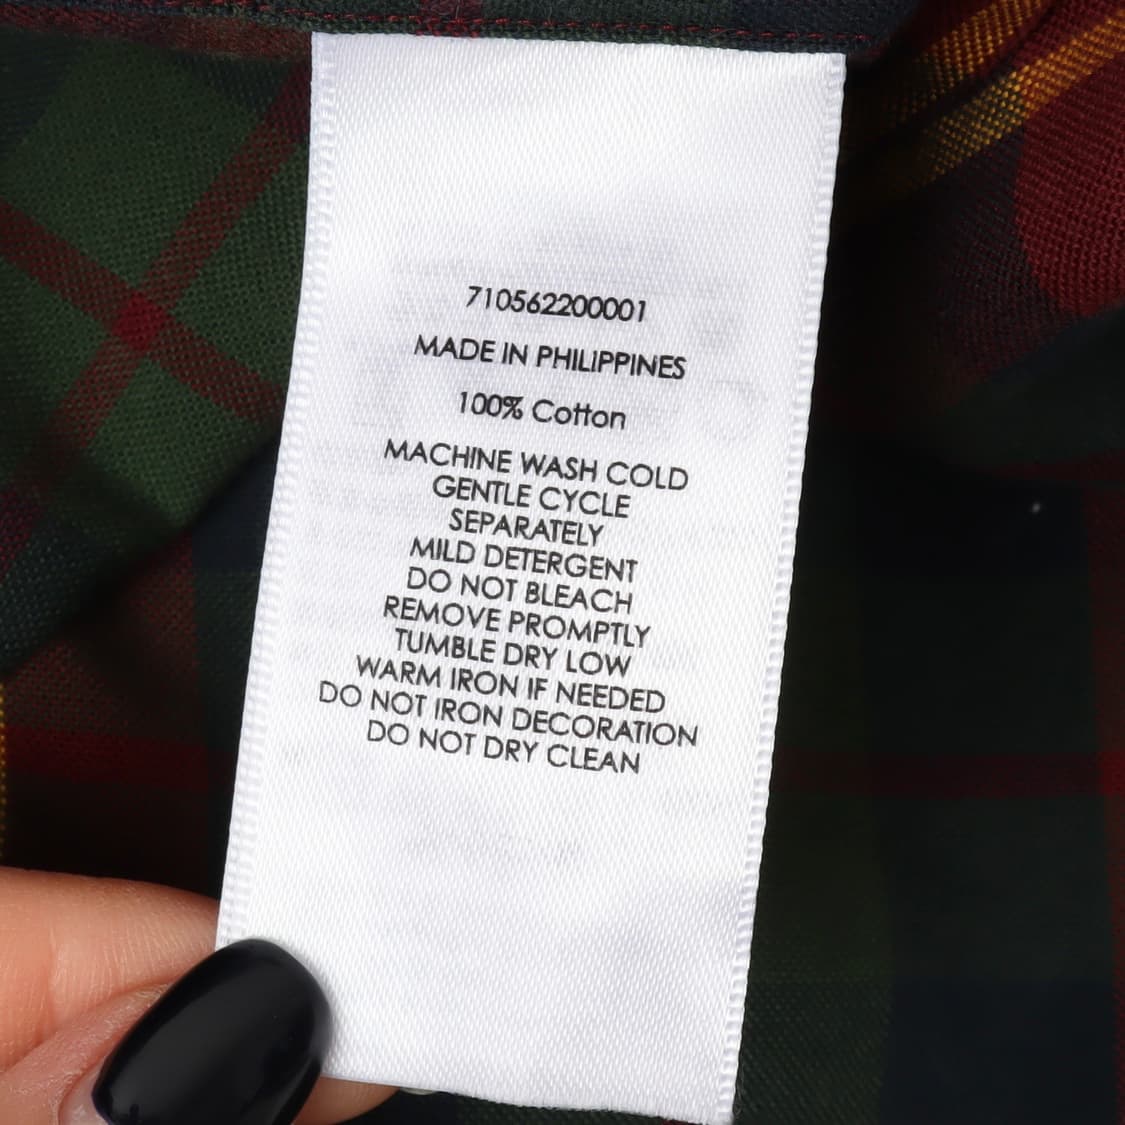 710562200001
MADE IN PHILIPPINES
100% Cotton
MACHINE WASH COLD
GENTLE CYCLE
SEPARATELY
MILD DETERGENT
DO NOT BLEACH
REMOVE PROMPTLY
TUMBLE DRY LOW
WARM IRON IF NEEDED
DO NOT IRON DECORATION
DO NOT DRY CLEAN